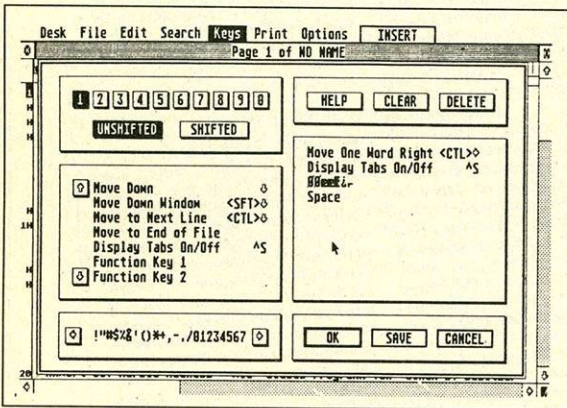 Desk File Edit Search Keys Print Options INSERT
Page 1 of NO NAME
1 2 3 4 5 6 7 8 9 0
UNSHIFTED SHIFTED
HELP CLEAR DELETE
Move Down ⇩
Move Down Window <SFT>⇩
Move to Next Line <CTL>⇩
Move to End of File
Display Tabs On/Off ^S
Function Key 1
Function Key 2
Move One Word Right <CTL>⇨
Display Tabs On/Off ^S
Space
!"#$%&'()*+,-./01234567
OK SAVE CANCEL
20